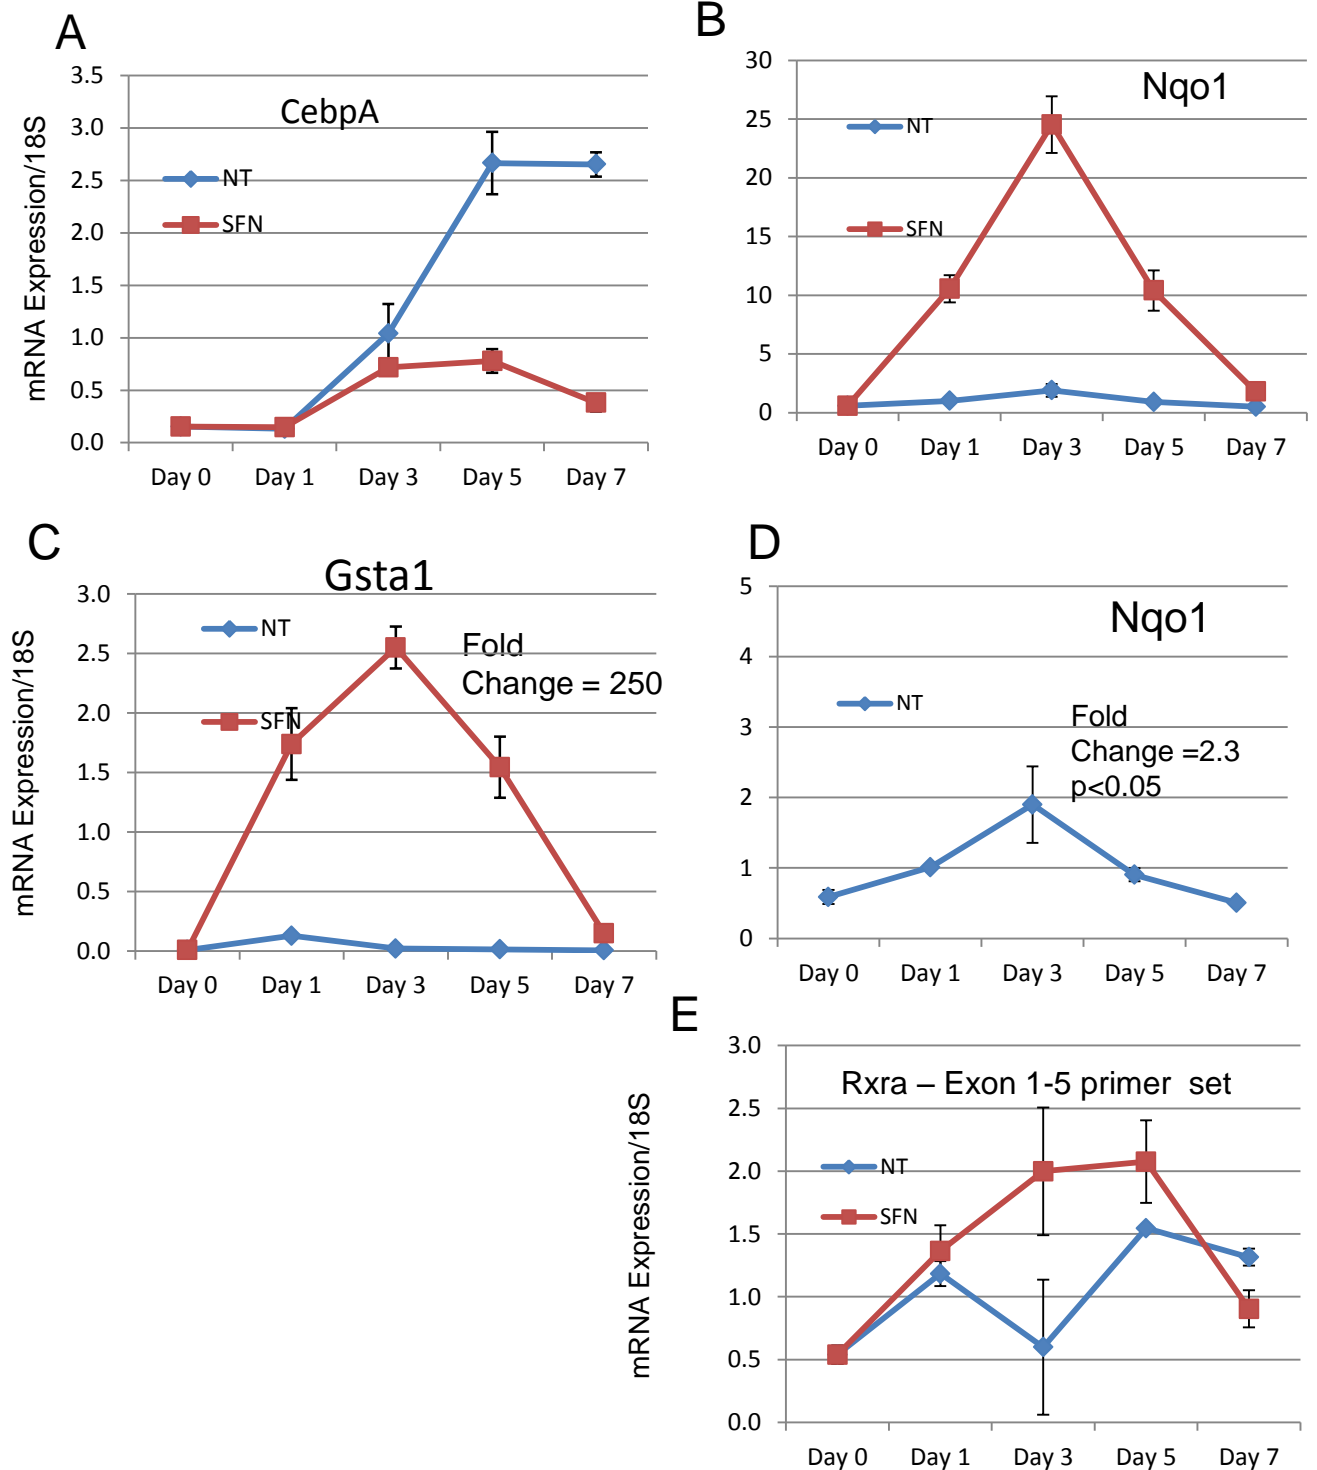 A
CebpA
mRNA Expression/18S
3.5
3.0
2.5
2.0
1.5
1.0
0.5
0.0
NT
SFN
Day 0 Day 1 Day 3 Day 5 Day 7
B
Nqo1
30
25
20
15
10
5
0
NT
SFN
Day 0 Day 1 Day 3 Day 5 Day 7
C
Gsta1
mRNA Expression/18S
3.0
2.5
2.0
1.5
1.0
0.5
0.0
NT
SFN
Fold
Change = 250
Day 0 Day 1 Day 3 Day 5 Day 7
D
Nqo1
5
4
3
2
1
0
NT
Fold
Change =2.3
p<0.05
Day 0 Day 1 Day 3 Day 5 Day 7
E
Rxra – Exon 1-5 primer set
mRNA Expression/18S
3.0
2.5
2.0
1.5
1.0
0.5
0.0
NT
SFN
Day 0 Day 1 Day 3 Day 5 Day 7